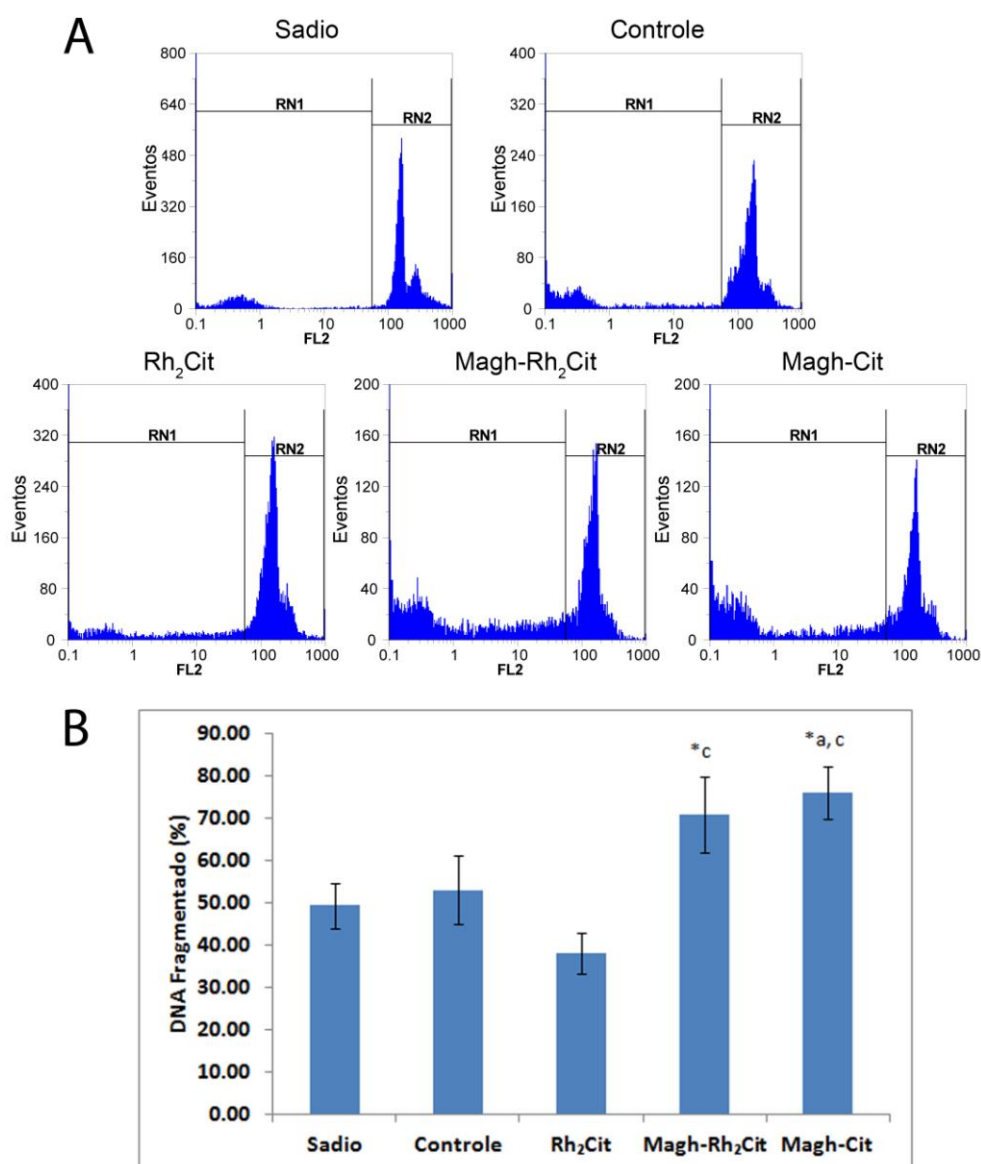 A
Sadio
800
640
480
320
160
0
Eventos
RN1
RN2
0.1 1 10 100 1000
FL2
Controle
400
320
240
160
80
0
Eventos
RN1
RN2
0.1 1 10 100 1000
FL2
Rh₂Cit
400
320
240
160
80
0
Eventos
RN1
RN2
0.1 1 10 100 1000
FL2
Magh-Rh₂Cit
200
160
120
80
40
0
Eventos
RN1
RN2
0.1 1 10 100 1000
FL2
Magh-Cit
200
160
120
80
40
0
Eventos
RN1
RN2
0.1 1 10 100 1000
FL2
B
DNA Fragmentado (%)
90.00
80.00
70.00
60.00
50.00
40.00
30.00
20.00
10.00
0.00
*c
*a, c
Sadio Controle Rh₂Cit Magh-Rh₂Cit Magh-Cit